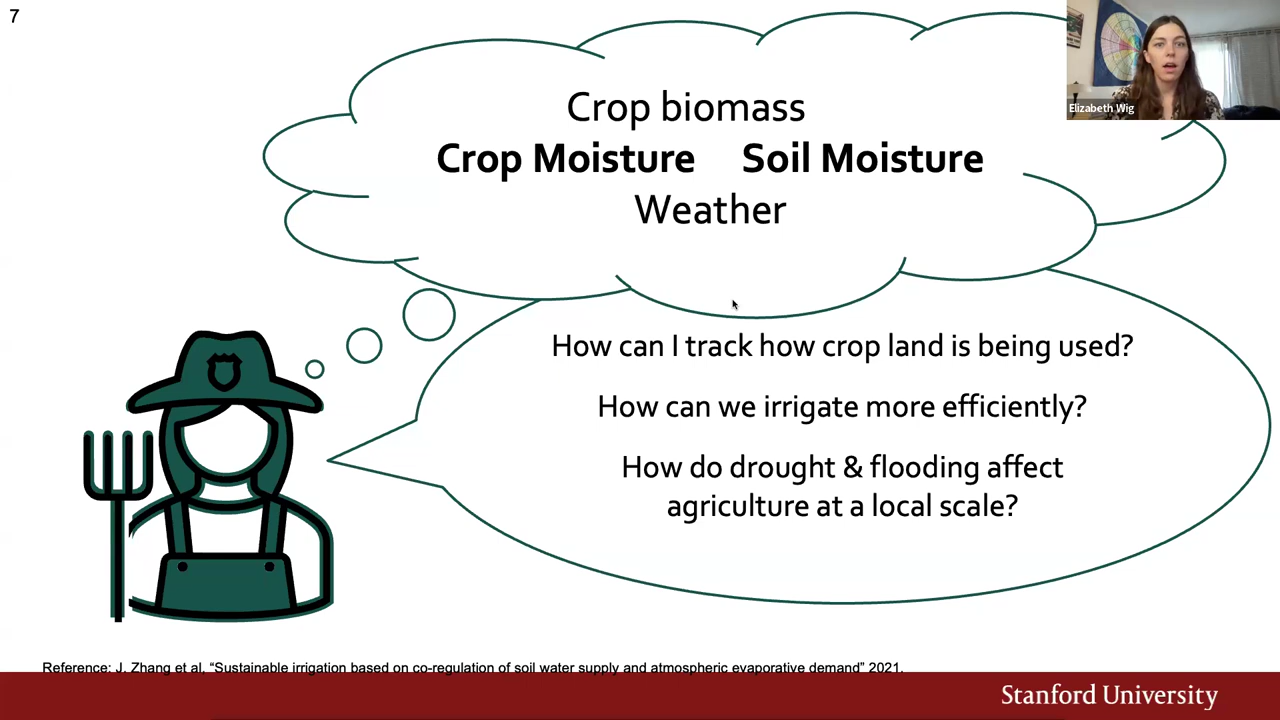 7
Elizabeth Wig
Crop biomass
Crop Moisture Soil Moisture
Weather
How can I track how crop land is being used?
How can we irrigate more efficiently?
How do drought & flooding affect
agriculture at a local scale?
Reference: J. Zhang et al, “Sustainable irrigation based on co-regulation of soil water supply and atmospheric evaporative demand” 2021.
Stanford University